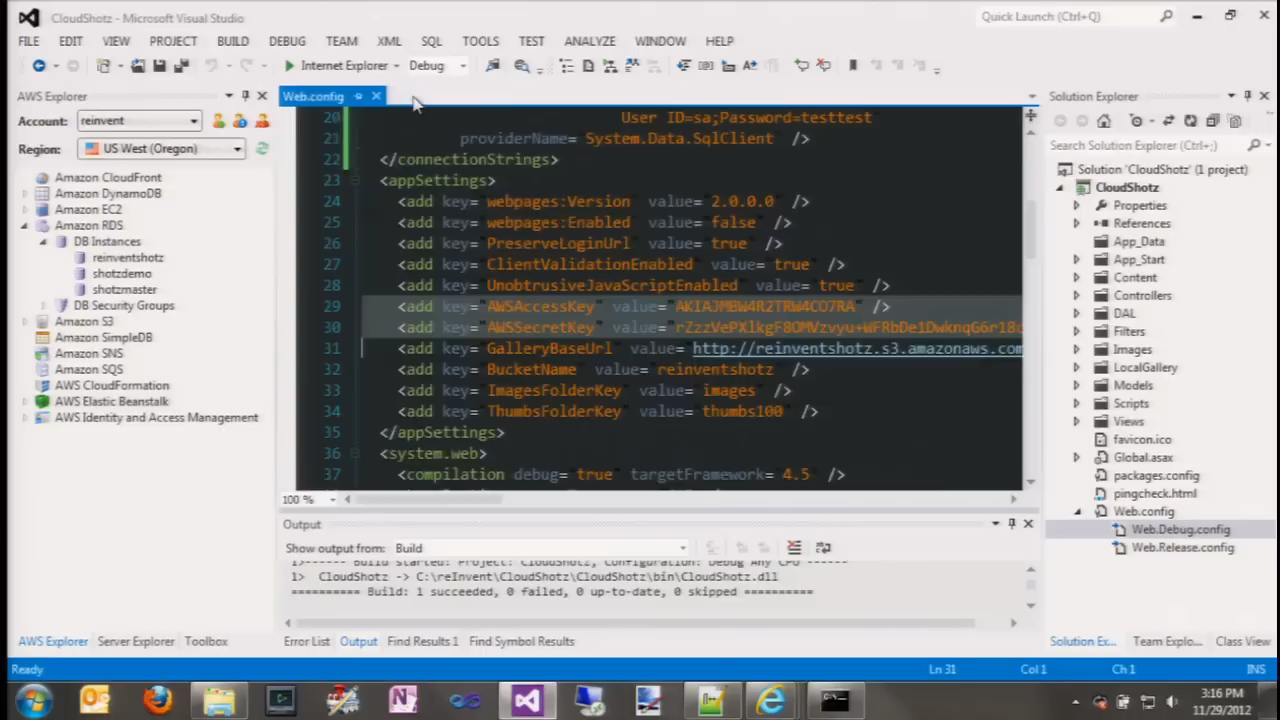 CloudShotz - Microsoft Visual Studio
Quick Launch (Ctrl+Q)
FILE EDIT VIEW PROJECT BUILD DEBUG TEAM XML SQL TOOLS TEST ANALYZE WINDOW HELP
Internet Explorer Debug
AWS Explorer
Account: reinvent
Region: US West (Oregon)
Amazon CloudFront
Amazon DynamoDB
Amazon EC2
Amazon RDS
DB Instances
reinventshotz
shotzdemo
shotzmaster
DB Security Groups
Amazon S3
Amazon SimpleDB
Amazon SNS
Amazon SQS
AWS CloudFormation
AWS Elastic Beanstalk
AWS Identity and Access Management
AWS Explorer Server Explorer Toolbox
Web.config
20 User ID=sa;Password=testtest
21 providerName="System.Data.SqlClient" />
22 </connectionStrings>
23 <appSettings>
24 <add key="webpages:Version" value="2.0.0.0" />
25 <add key="webpages:Enabled" value="false" />
26 <add key="PreserveLoginUrl" value="true" />
27 <add key="ClientValidationEnabled" value="true" />
28 <add key="UnobtrusiveJavaScriptEnabled" value="true" />
29 <add key="AWSAccessKey" value="AKIAJMBW4R2TRW4CO7RA" />
30 <add key="AWSSecretKey" value="rZzzVePXlkgF8OMVzvyu+WFRbDe1DwknqG6r18c
31 <add key="GalleryBaseUrl" value="http://reinventshotz.s3.amazonaws.com
32 <add key="BucketName" value="reinventshotz" />
33 <add key="ImagesFolderKey" value="images" />
34 <add key="ThumbsFolderKey" value="thumbs100" />
35 </appSettings>
36 <system.web>
37 <compilation debug="true" targetFramework="4.5" />
100 %
Output
Show output from: Build
1>------ Build started: Project: CloudShotz, Configuration: Debug Any CPU ------
1> CloudShotz -> C:\reInvent\CloudShotz\CloudShotz\bin\CloudShotz.dll
========== Build: 1 succeeded, 0 failed, 0 up-to-date, 0 skipped ==========
Error List Output Find Results 1 Find Symbol Results
Solution Explorer
Search Solution Explorer (Ctrl+;)
Solution 'CloudShotz' (1 project)
CloudShotz
Properties
References
App_Data
App_Start
Content
Controllers
DAL
Filters
Images
LocalGallery
Models
Scripts
Views
favicon.ico
Global.asax
packages.config
pingcheck.html
Web.config
Web.Debug.config
Web.Release.config
Solution Ex... Team Explo... Class View
Ready Ln 31 Col 1 Ch 1 INS
3:16 PM
11/29/2012